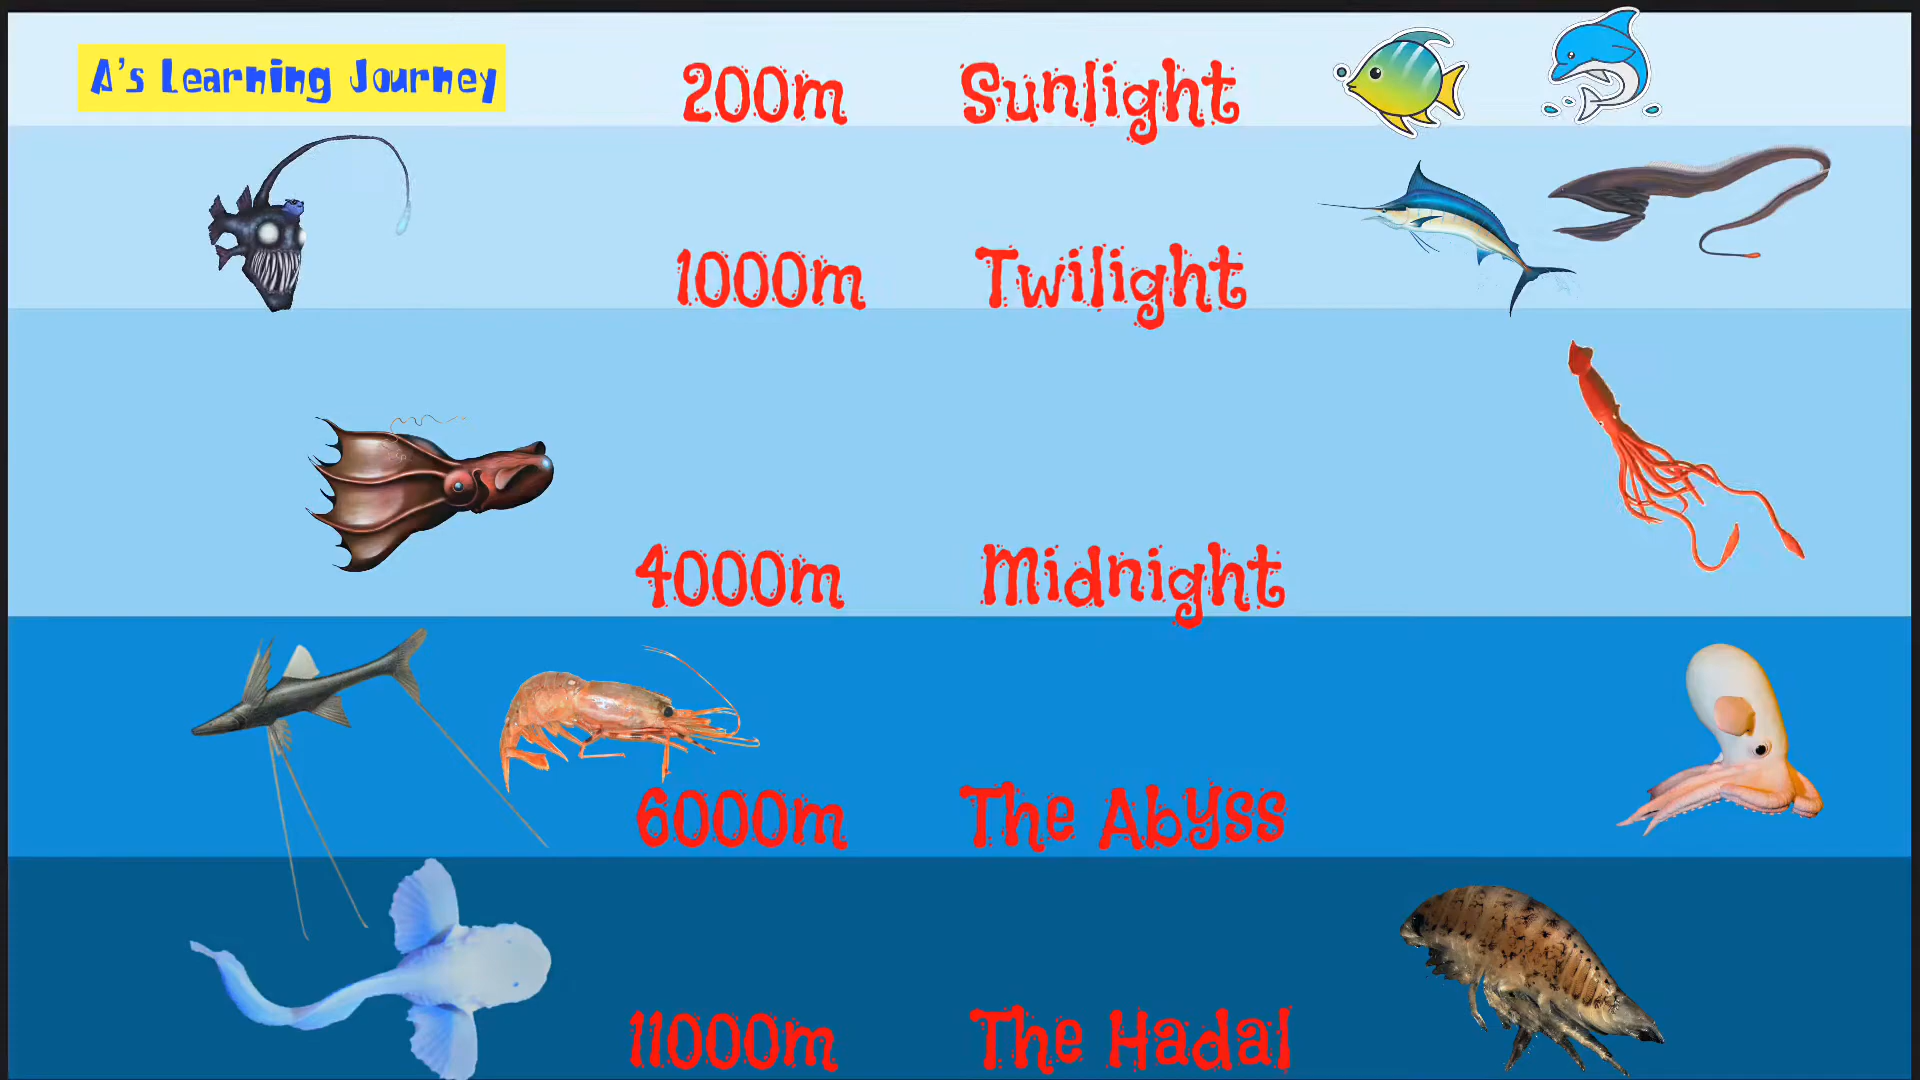 A's Learning Journey
200m Sunlight
1000m Twilight
4000m Midnight
6000m The Abyss
11000m The Hadal